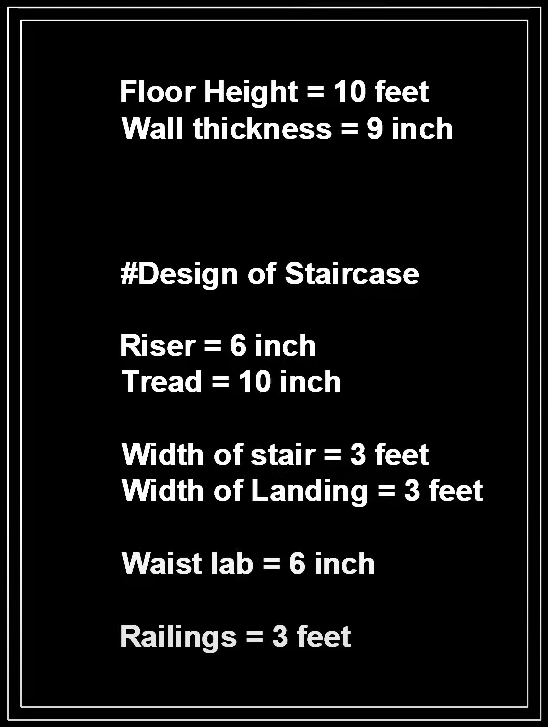 Floor Height = 10 feet
Wall thickness = 9 inch
#Design of Staircase
Riser = 6 inch
Tread = 10 inch
Width of stair = 3 feet
Width of Landing = 3 feet
Waist lab = 6 inch
Railings = 3 feet